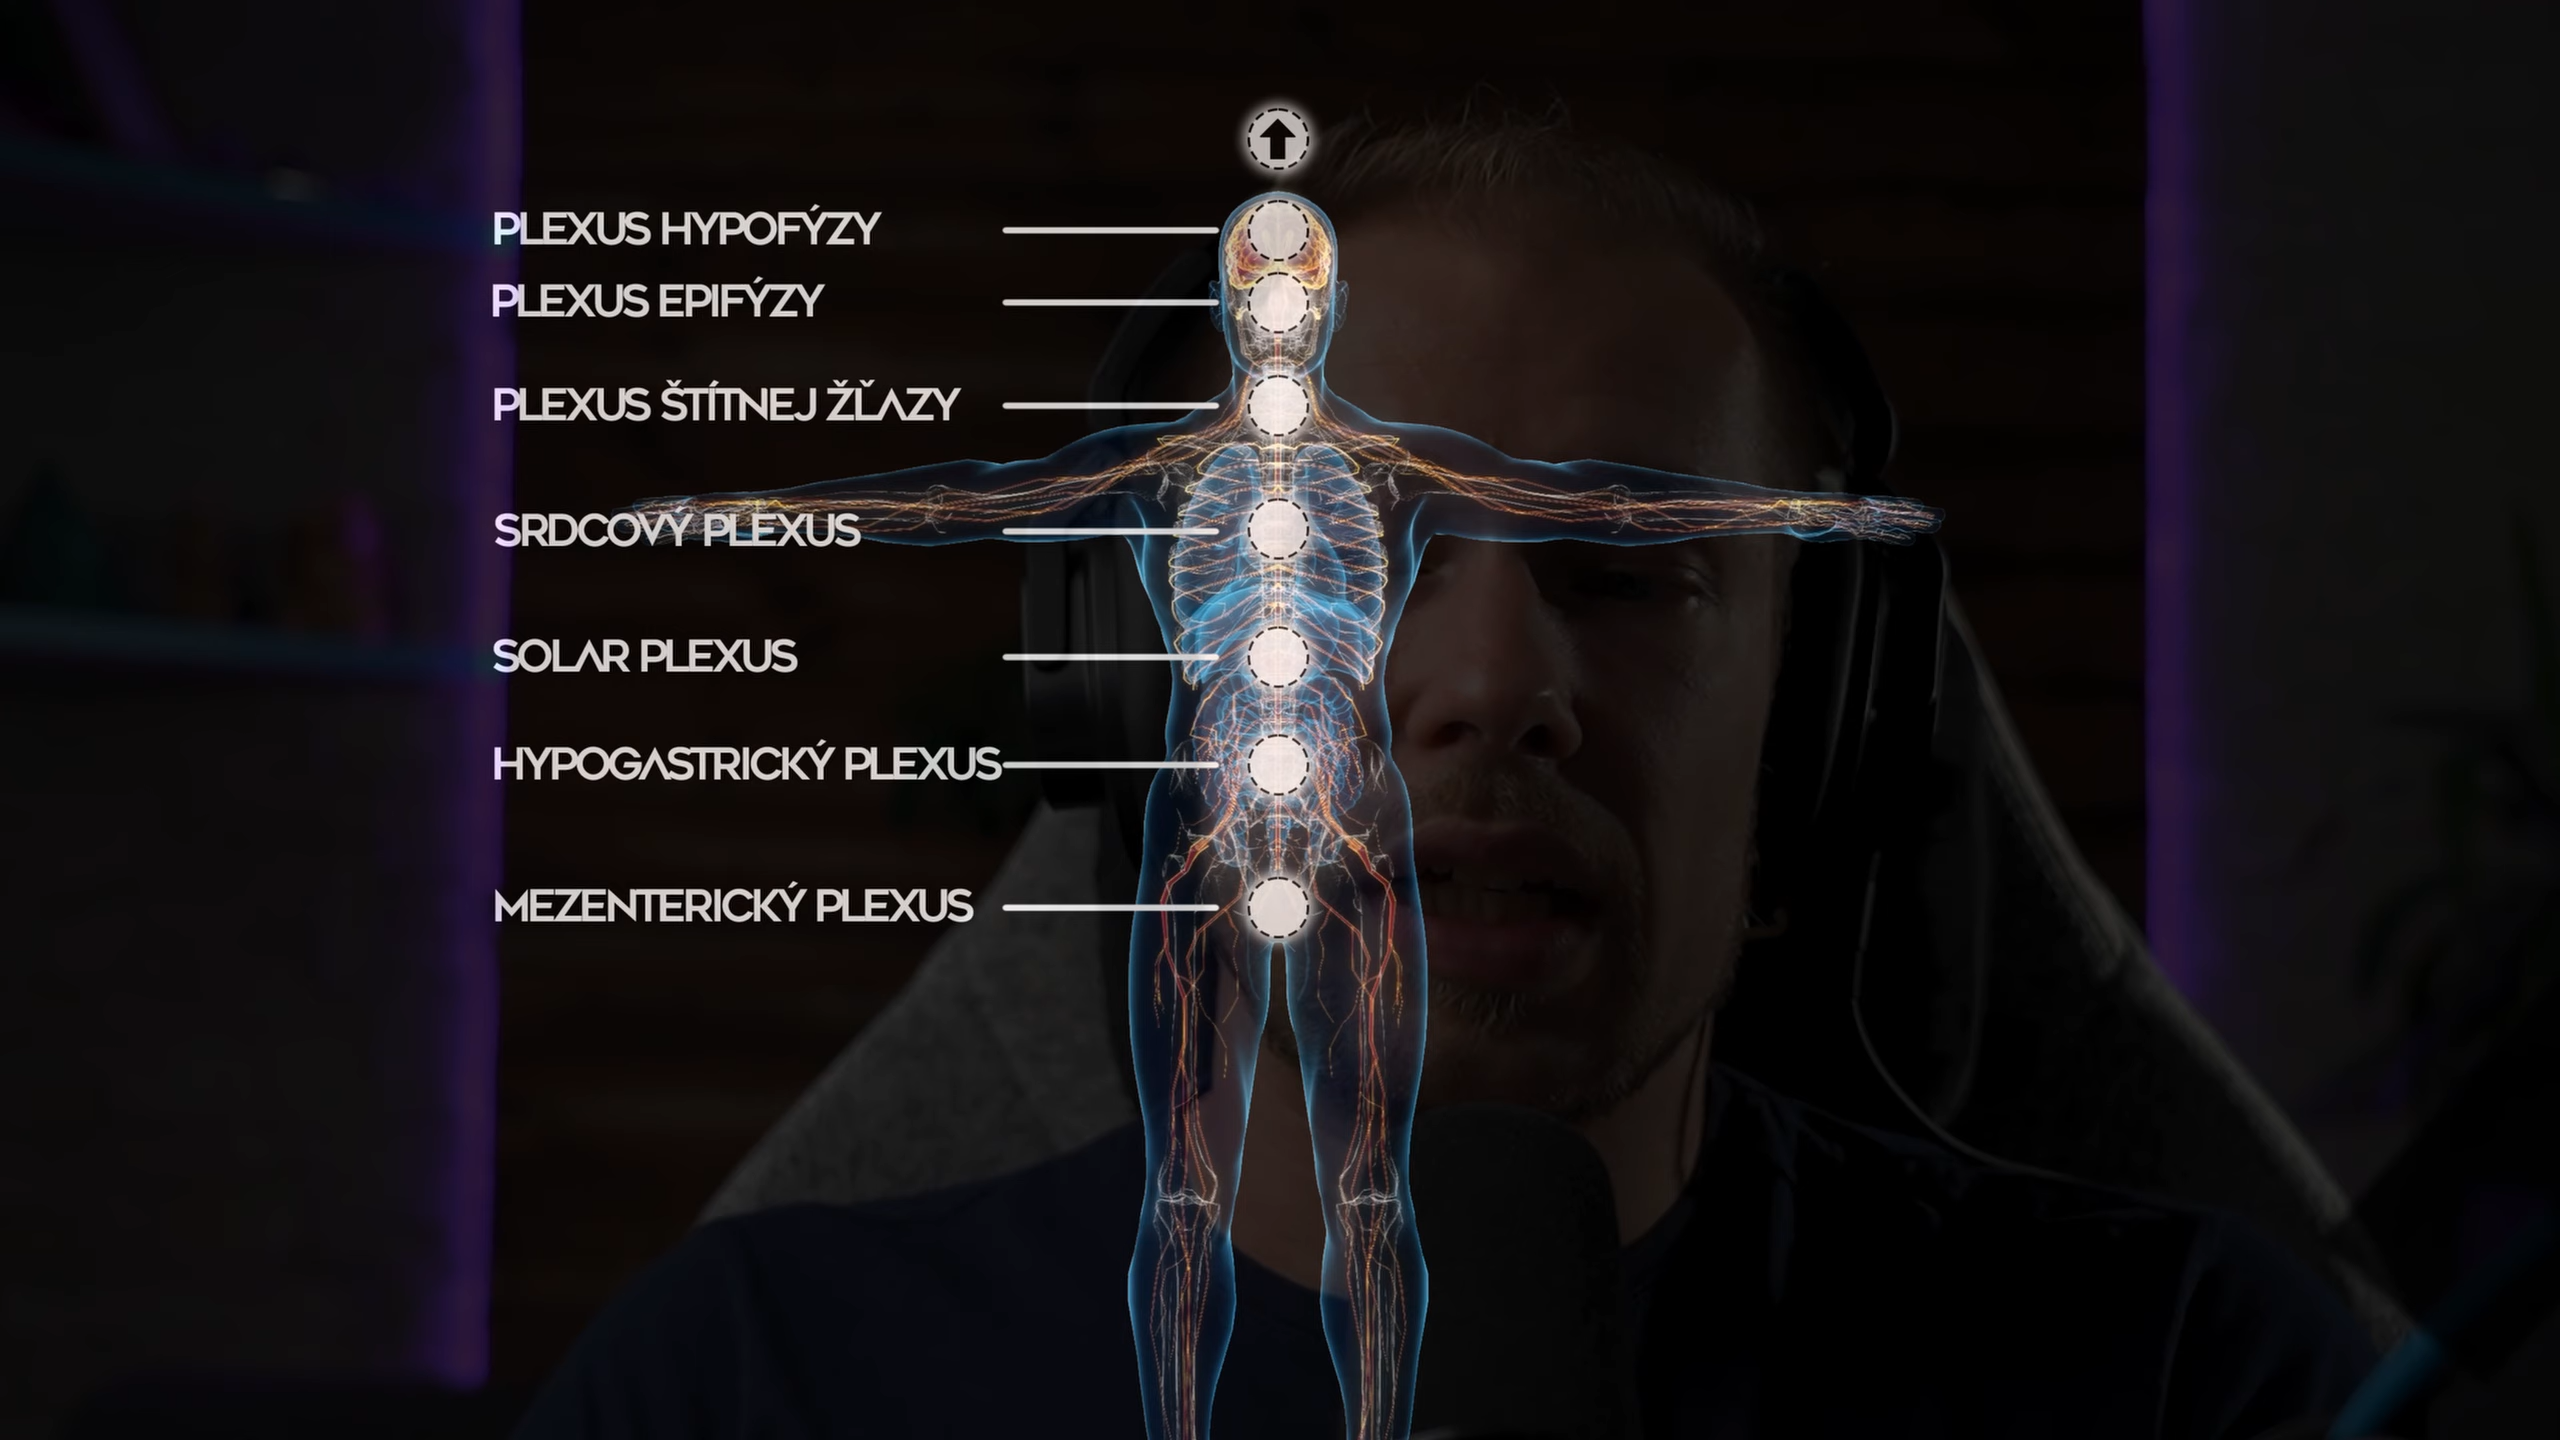 PLEXUS HYPOFÝZY
PLEXUS EPIFÝZY
PLEXUS ŠTÍTNEJ ŽĽAZY
SRDCOVÝ PLEXUS
SOLAR PLEXUS
HYPOGASTRICKÝ PLEXUS
MEZENTERICKÝ PLEXUS